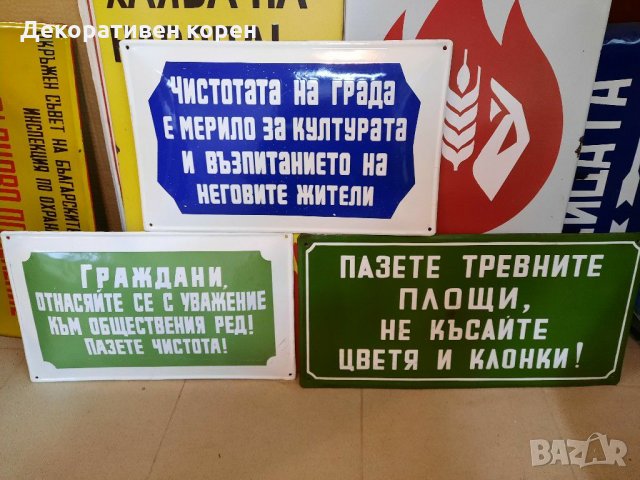 Декоративен корен
ЧИСТОТАТА НА ГРАДА
Е МЕРИЛО ЗА КУЛТУРАТА
И ВЪЗПИТАНИЕТО НА
НЕГОВИТЕ ЖИТЕЛИ
ГРАЖДАНИ,
ОТНАСЯЙТЕ СЕ С УВАЖЕНИЕ
КЪМ ОБЩЕСТВЕНИЯ РЕД!
ПАЗЕТЕ ЧИСТОТА!
ПАЗЕТЕ ТРЕВНИТЕ
ПЛОЩИ,
НЕ КЪСАЙТЕ
ЦВЕТЯ И КЛОНКИ!
BAZAR